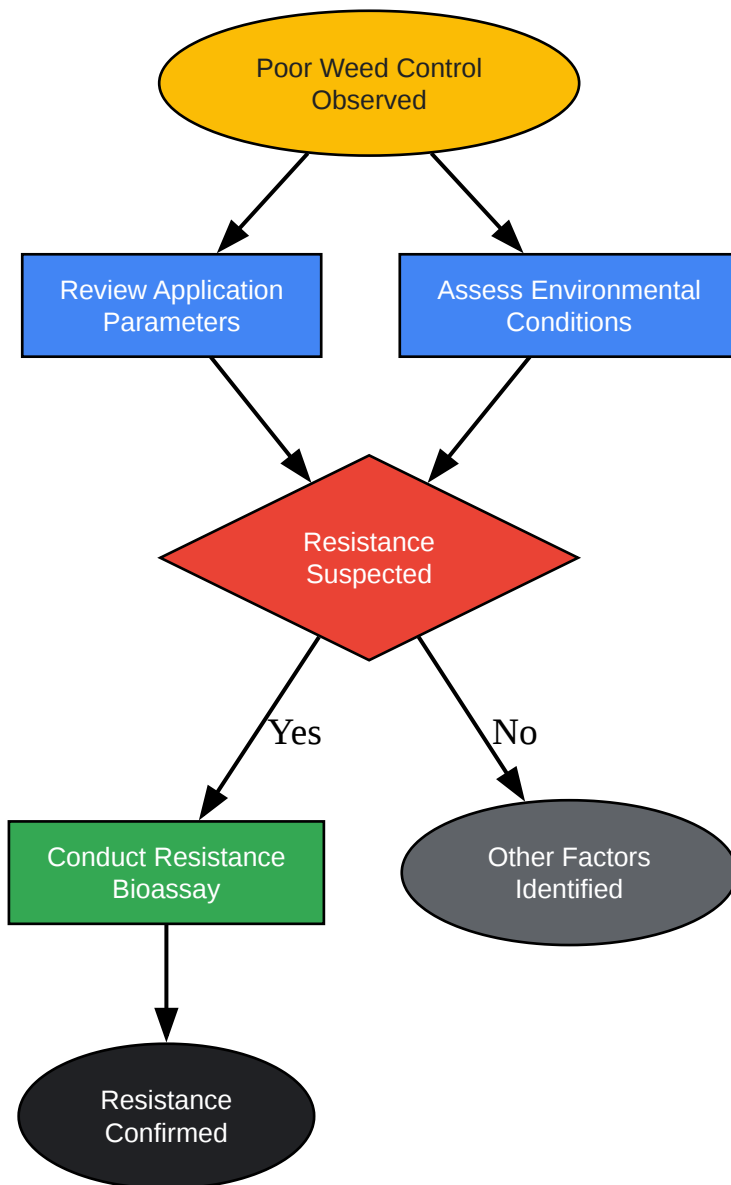 Poor Weed Control
Observed
Review Application
Parameters
Assess Environmental
Conditions
Resistance
Suspected
Yes
No
Conduct Resistance
Bioassay
Other Factors
Identified
Resistance
Confirmed